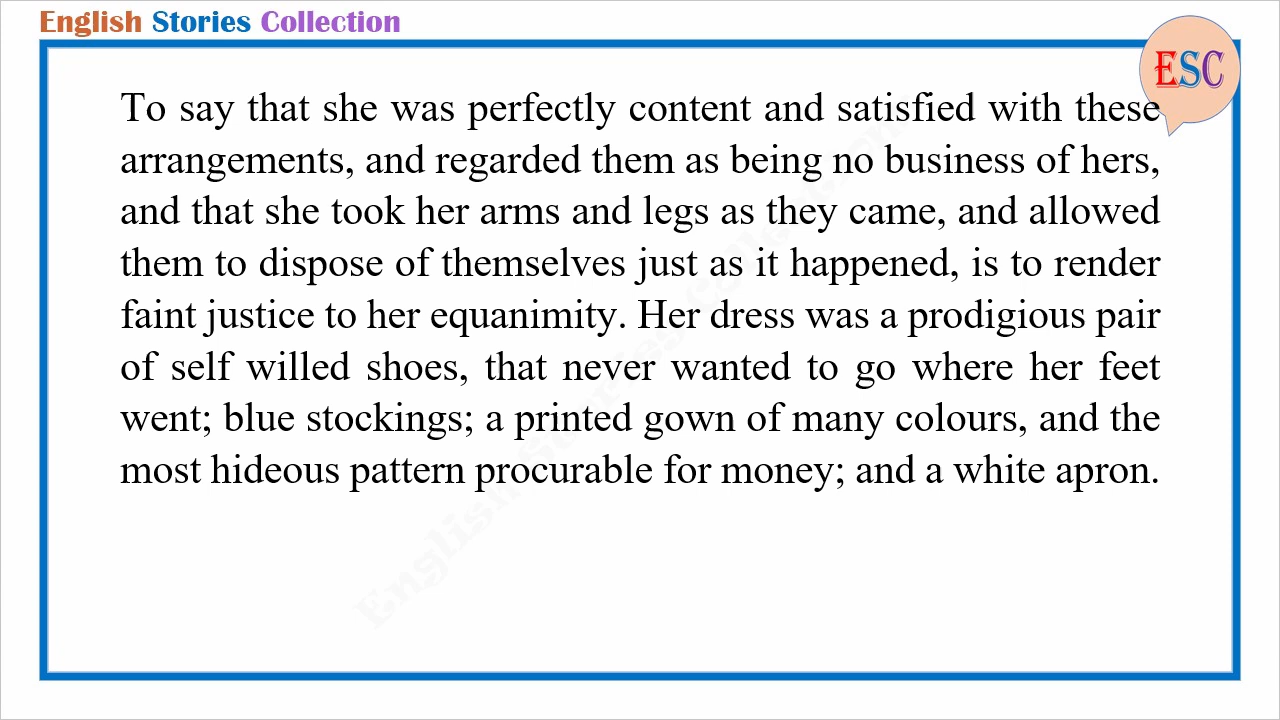 English Stories Collection
ESC
To say that she was perfectly content and satisfied with these
arrangements, and regarded them as being no business of hers,
and that she took her arms and legs as they came, and allowed
them to dispose of themselves just as it happened, is to render
faint justice to her equanimity. Her dress was a prodigious pair
of self willed shoes, that never wanted to go where her feet
went; blue stockings; a printed gown of many colours, and the
most hideous pattern procurable for money; and a white apron.
English Stories Collection